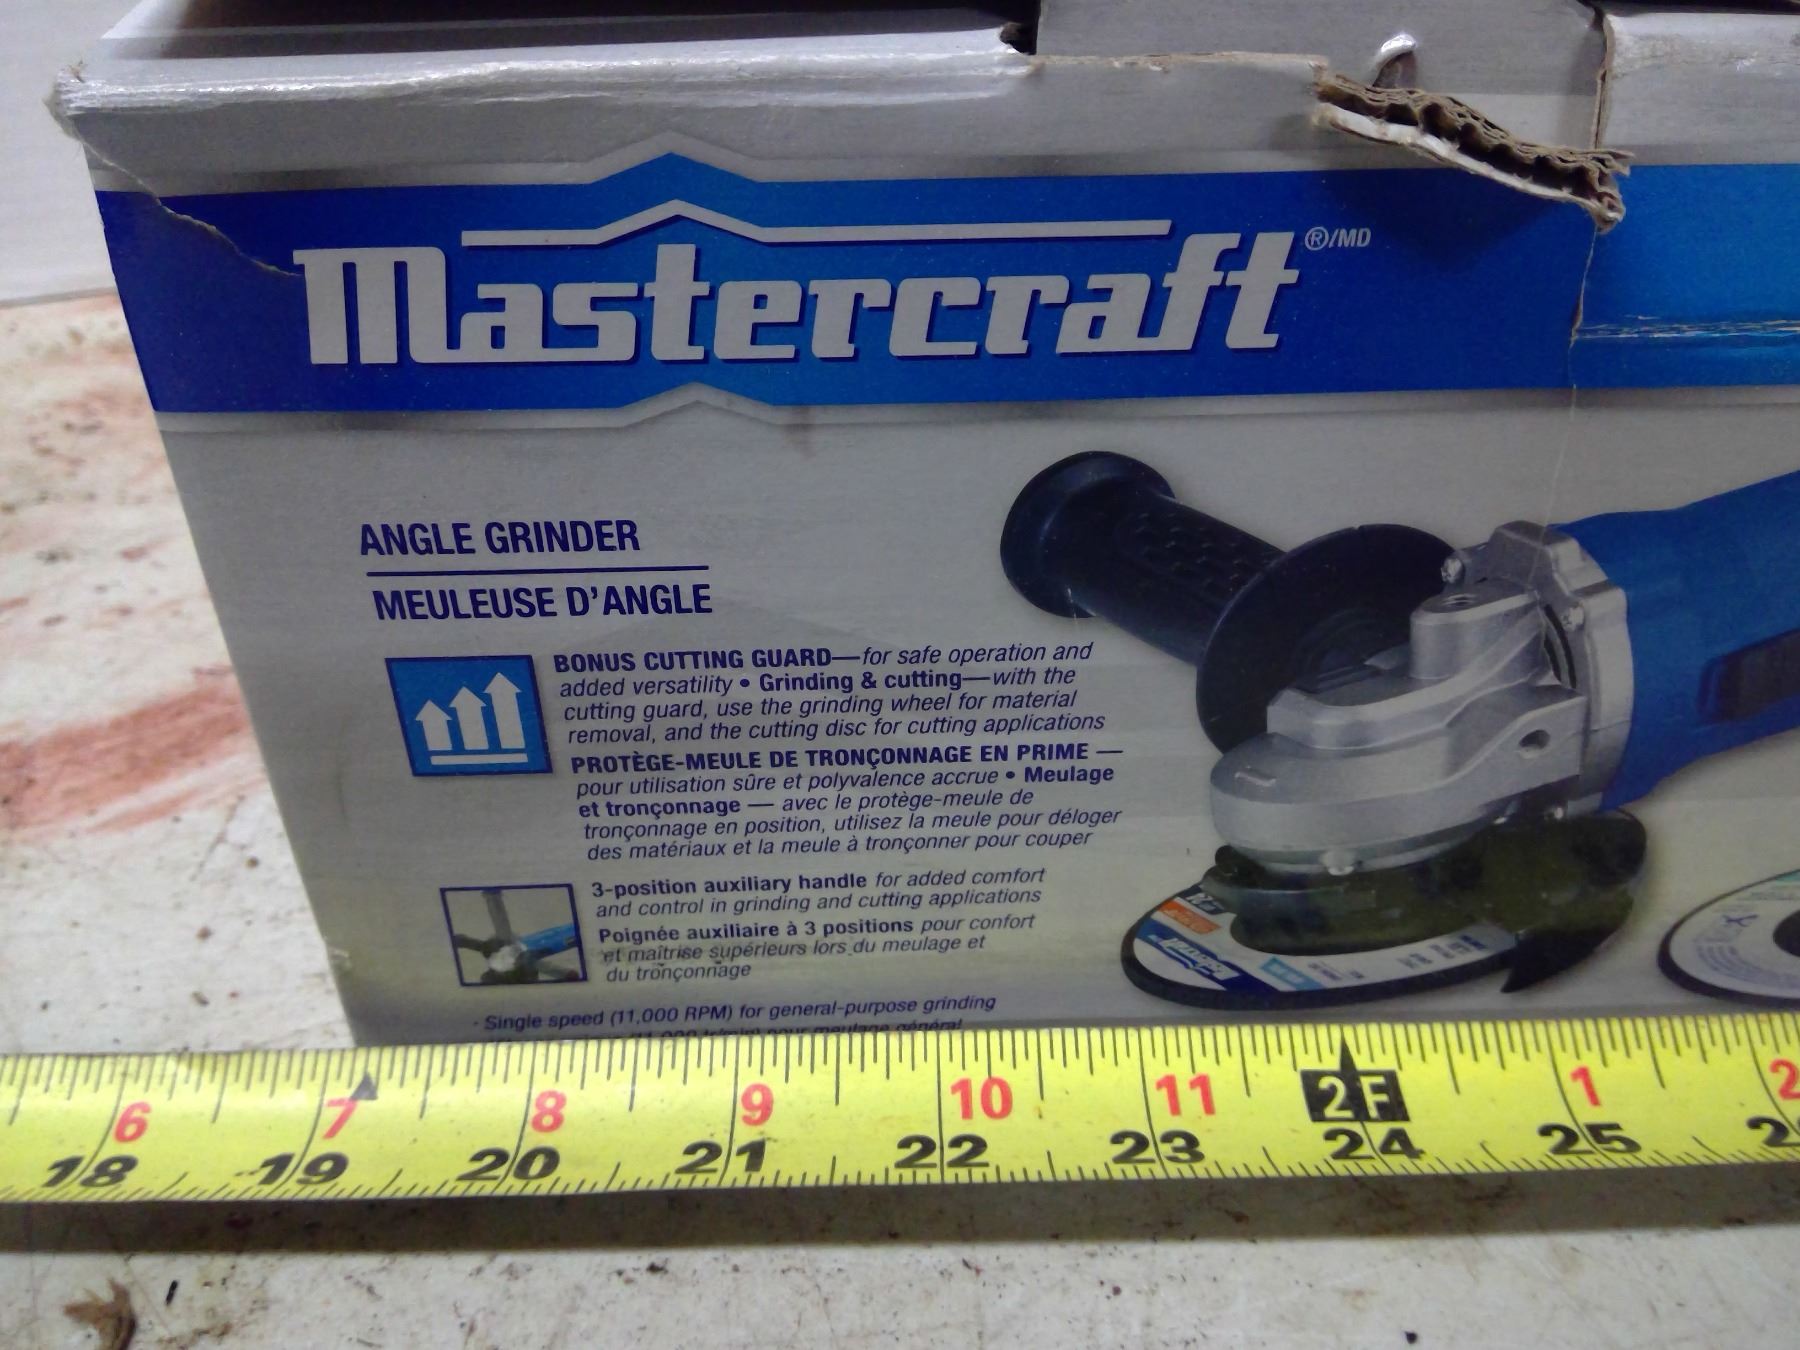 Mastercraft ®/MD
ANGLE GRINDER
MEULEUSE D'ANGLE
BONUS CUTTING GUARD—for safe operation and
added versatility • Grinding & cutting—with the
cutting guard, use the grinding wheel for material
removal, and the cutting disc for cutting applications
PROTÈGE-MEULE DE TRONÇONNAGE EN PRIME —
pour utilisation sûre et polyvalence accrue • Meulage
et tronçonnage — avec le protège-meule de
tronçonnage en position, utilisez la meule pour déloger
des matériaux et la meule à tronçonner pour couper
3-position auxiliary handle for added comfort
and control in grinding and cutting applications
Poignée auxiliaire à 3 positions pour confort
et maîtrise supérieurs lors du meulage et
du tronçonnage
· Single speed (11,000 RPM) for general-purpose grinding
6 7 8 9 10 11 2F 1 2
18 19 20 21 22 23 24 25